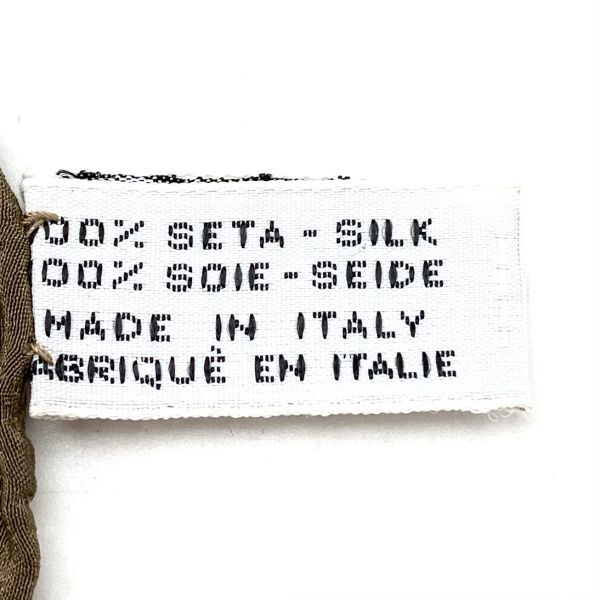 00% SETA - SILK
00% SOIE - SEIDE
MADE IN ITALY
ABRIQUÉ EN ITALIE